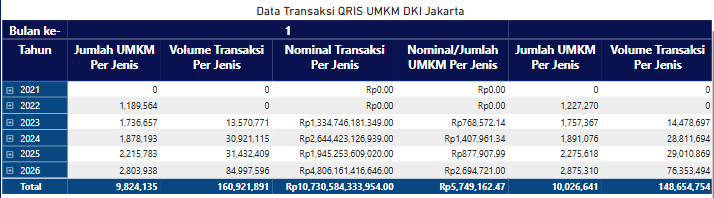 Data Transaksi QRIS UMKM DKI Jakarta
Bulan ke- 1
Tahun Jumlah UMKM Per Jenis Volume Transaksi Per Jenis Nominal Transaksi Per Jenis Nominal/Jumlah UMKM Per Jenis Jumlah UMKM Per Jenis Volume Transaksi Per Jenis
2021 0 0 Rp0.00 Rp0.00 0 0
2022 1,189,564 0 Rp0.00 Rp0.00 1,227,270 0
2023 1,736,657 13,570,771 Rp1,334,746,181,349.00 Rp768,572.14 1,757,367 14,478,697
2024 1,878,193 30,921,115 Rp2,644,423,126,939.00 Rp1,407,961.34 1,891,076 28,811,694
2025 2,215,783 31,432,409 Rp1,945,253,609,020.00 Rp877,907.99 2,275,618 29,010,869
2026 2,803,938 84,997,596 Rp4,806,161,416,646.00 Rp2,694,721.00 2,875,310 76,353,494
Total 9,824,135 160,921,891 Rp10,730,584,333,954.00 Rp5,749,162.47 10,026,641 148,654,754